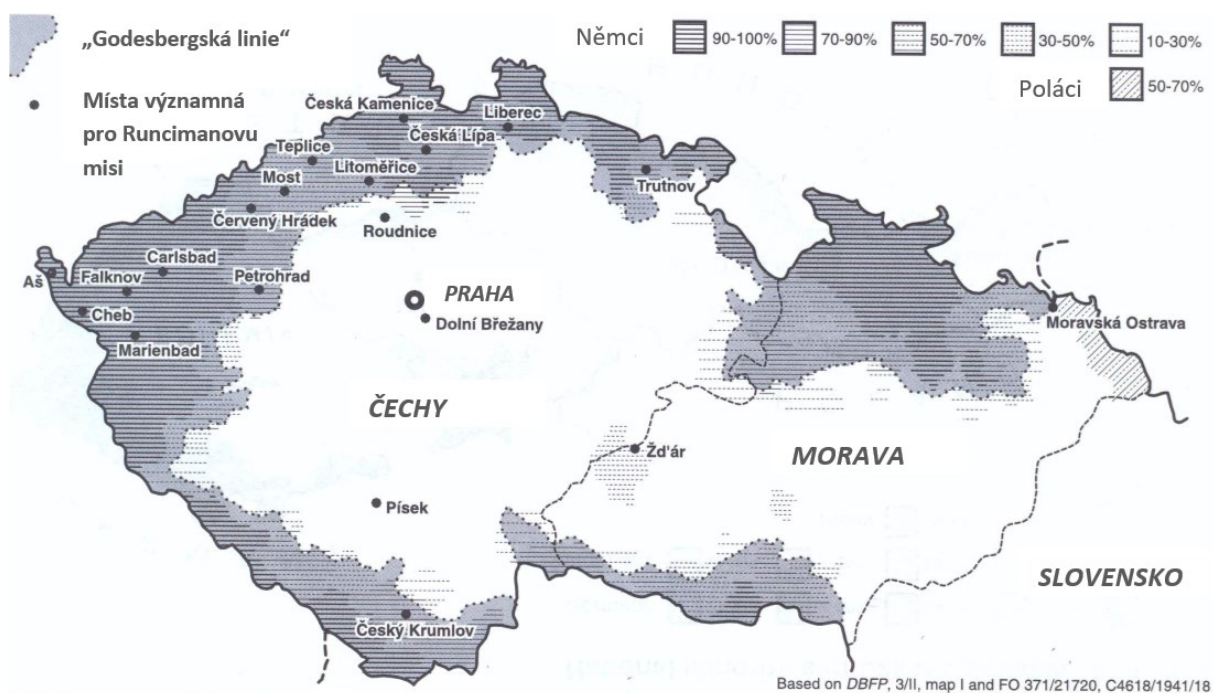 „Godesbergská linie“
Němci
90-100%
70-90%
50-70%
30-50%
10-30%
Poláci
50-70%
Místa významná
pro Runcimanovu
misi
Česká Kamenice
Liberec
Česká Lípa
Teplice
Litoměřice
Most
Trutnov
Červený Hrádek
Roudnice
Carlsbad
Aš
Falknov
Petrohrad
PRAHA
Cheb
Dolní Břežany
Moravská Ostrava
Marienbad
ČECHY
MORAVA
Žd'ár
Písek
SLOVENSKO
Český Krumlov
Based on DBFP, 3/II, map I and FO 371/21720, C4618/1941/18